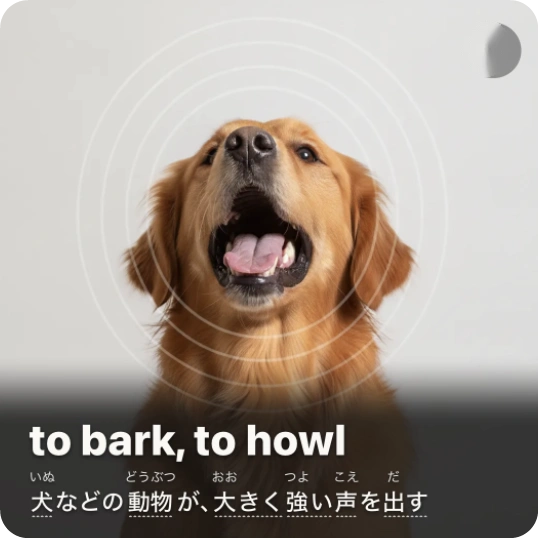 to bark, to howl
いぬ どうぶつ おお つよ こえ だ
犬などの動物が、大きく強い声を出す